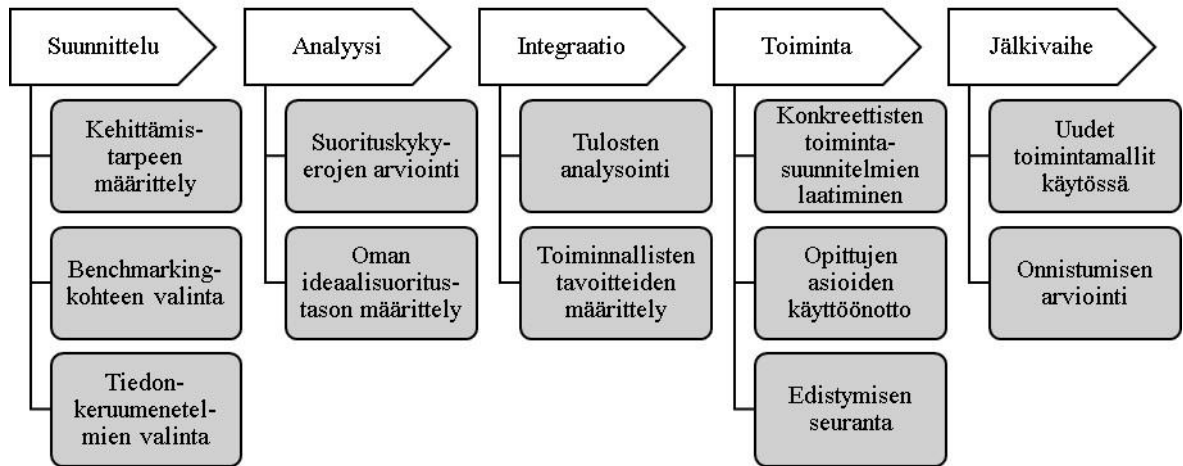 Suunnittelu
Kehittämis-
tarpeen
määrittely
Benchmarking-
kohteen valinta
Tiedon-
keruumenetel-
mien valinta
Analyysi
Suorituskyky-
erojen arviointi
Oman
ideaalisuoritus-
tason määrittely
Integraatio
Tulosten
analysointi
Toiminnallisten
tavoitteiden
määrittely
Toiminta
Konkreettisten
toiminta-
suunnitelmien
laatiminen
Opittujen
asioiden
käyttöönotto
Edistymisen
seuranta
Jälkivaihe
Uudet
toimintamallit
käytössä
Onnistumisen
arviointi